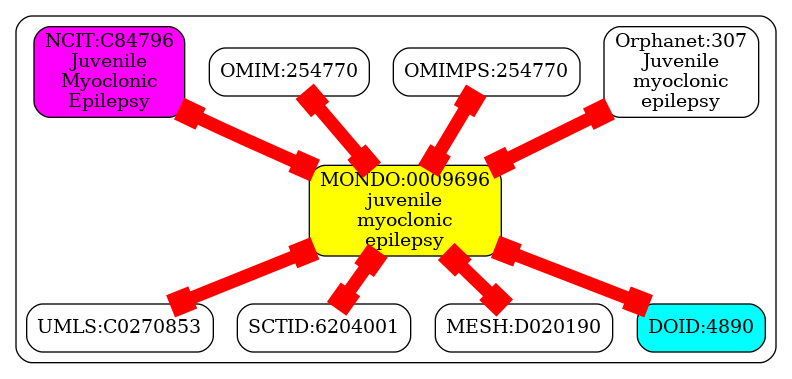 NCIT:C84796
Juvenile
Myoclonic
Epilepsy
OMIM:254770
OMIMPS:254770
Orphanet:307
Juvenile
myoclonic
epilepsy
MONDO:0009696
juvenile
myoclonic
epilepsy
UMLS:C0270853
SCTID:6204001
MESH:D020190
DOID:4890